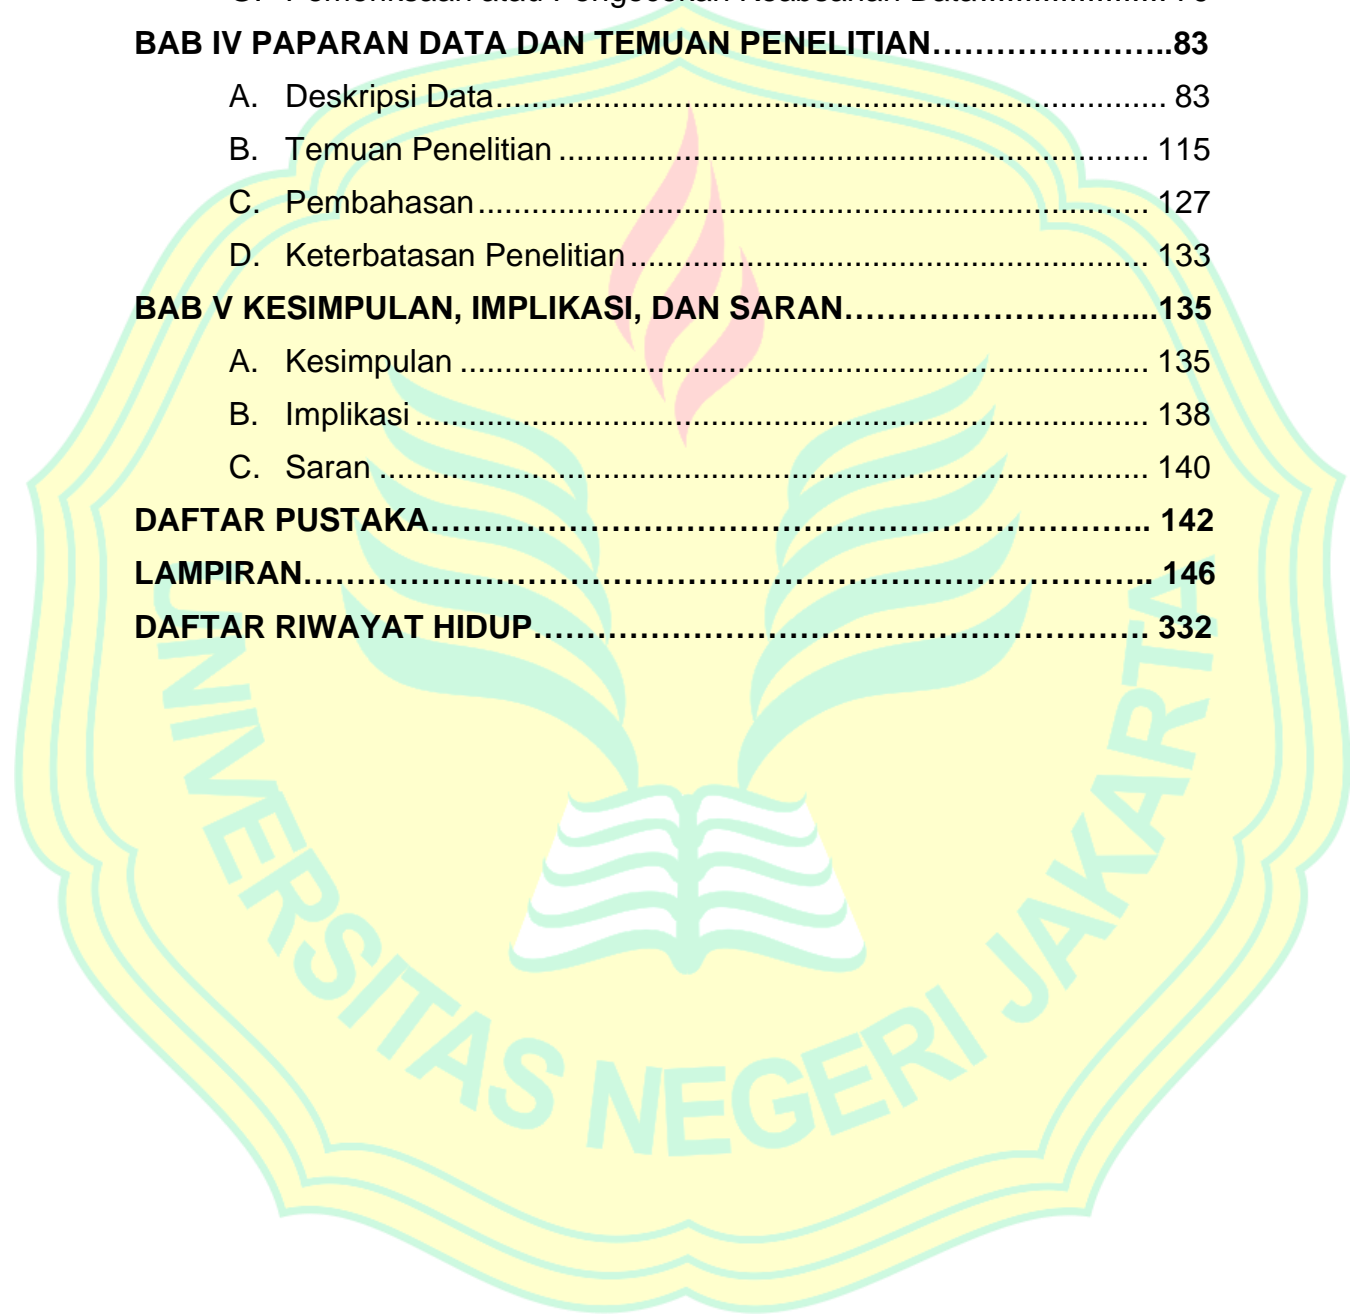 BAB IV PAPARAN DATA DAN TEMUAN PENELITIAN…………………..83
A. Deskripsi Data........................................................................... 83
B. Temuan Penelitian .................................................................. 115
C. Pembahasan........................................................................... 127
D. Keterbatasan Penelitian.......................................................... 133
BAB V KESIMPULAN, IMPLIKASI, DAN SARAN………………………...135
A. Kesimpulan ............................................................................. 135
B. Implikasi .................................................................................. 138
C. Saran ...................................................................................... 140
DAFTAR PUSTAKA………………………………………………………….. 142
LAMPIRAN……………………………………………………………………... 146
DAFTAR RIWAYAT HIDUP…………………………………………………. 332
UNIVERSITAS NEGERI JAKARTA